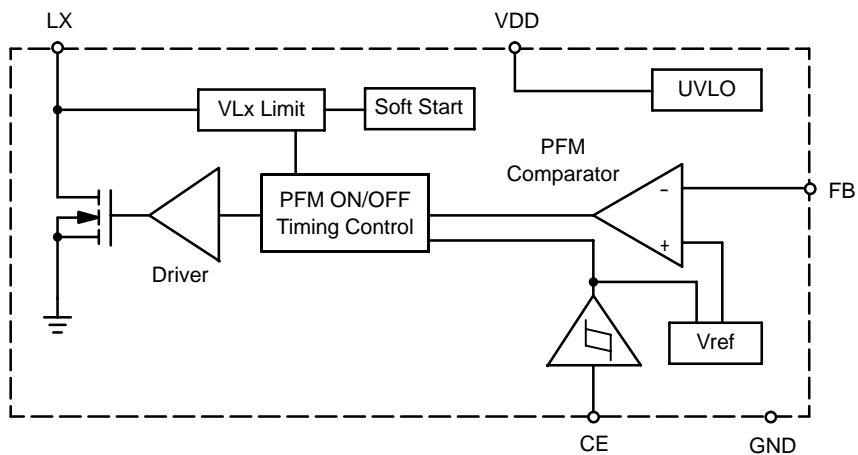 LX
VDD
VLx Limit
Soft Start
UVLO
PFM
Comparator
PFM ON/OFF
Timing Control
–
+
FB
Driver
Vref
CE
GND